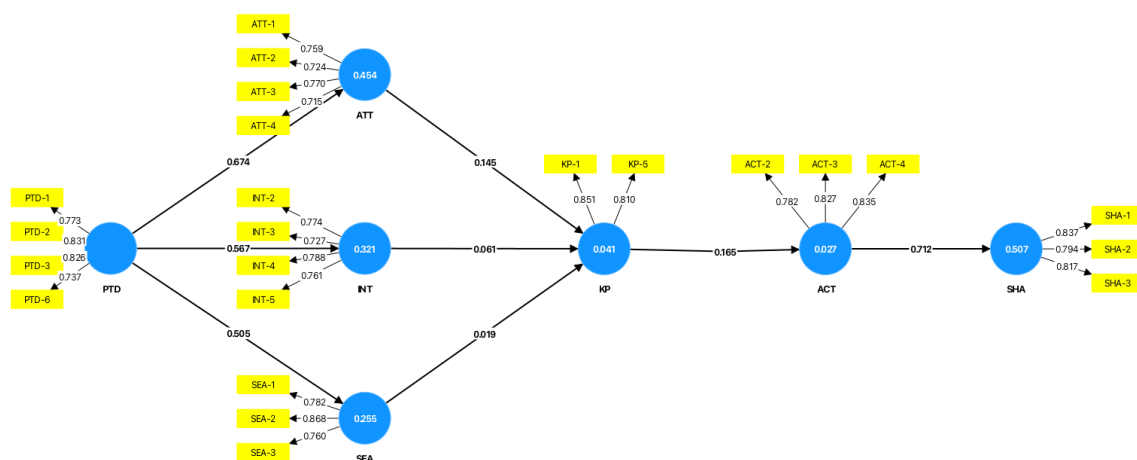 ATT-1
ATT-2
ATT-3
ATT-4
0.759
0.724
0.770
0.715
0.454
ATT
0.674
0.145
PTD-1
PTD-2
PTD-3
PTD-6
0.773
0.831
0.826
0.737
PTD
0.567
INT-2
INT-3
INT-4
INT-5
0.774
0.727
0.788
0.761
0.321
INT
0.061
KP-1
KP-5
0.851
0.810
0.041
KP
0.165
ACT-2
ACT-3
ACT-4
0.782
0.827
0.835
0.027
ACT
0.712
0.507
SHA
0.837
0.794
0.817
SHA-1
SHA-2
SHA-3
0.505
0.019
SEA-1
SEA-2
SEA-3
0.782
0.868
0.760
0.255
SEA